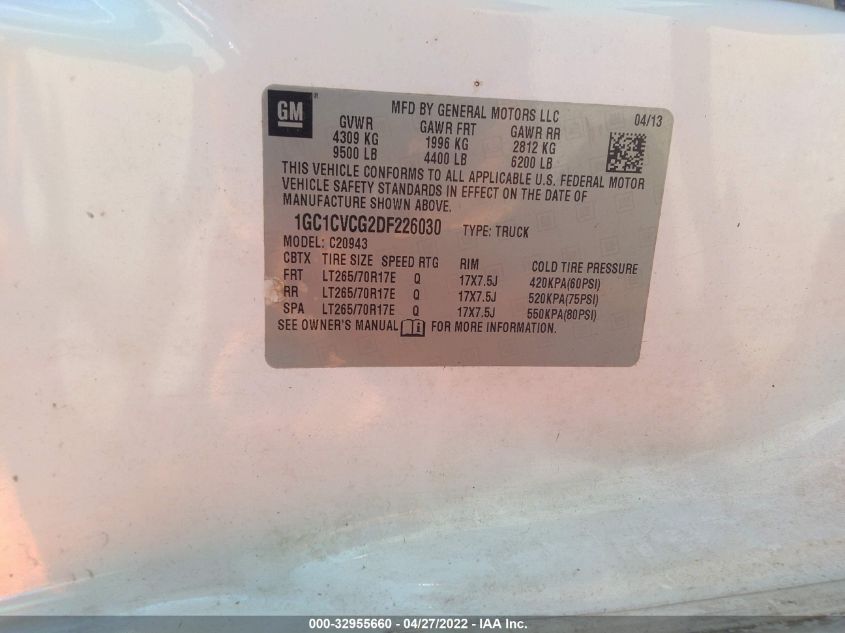 GM
MFD BY GENERAL MOTORS LLC 04/13
GVWR GAWR FRT GAWR RR
4309 KG 1996 KG 2812 KG
9500 LB 4400 LB 6200 LB
THIS VEHICLE CONFORMS TO ALL APPLICABLE U.S. FEDERAL MOTOR
VEHICLE SAFETY STANDARDS IN EFFECT ON THE DATE OF
MANUFACTURE SHOWN ABOVE.
1GC1CVCG2DF226030 TYPE: TRUCK
MODEL: C20943
CBTX TIRE SIZE SPEED RTG RIM COLD TIRE PRESSURE
FRT LT265/70R17E Q 17X7.5J 420KPA(60PSI)
RR LT265/70R17E Q 17X7.5J 520KPA(75PSI)
SPA LT265/70R17E Q 17X7.5J 550KPA(80PSI)
SEE OWNER'S MANUAL FOR MORE INFORMATION.
000-32955660 - 04/27/2022 - IAA Inc.